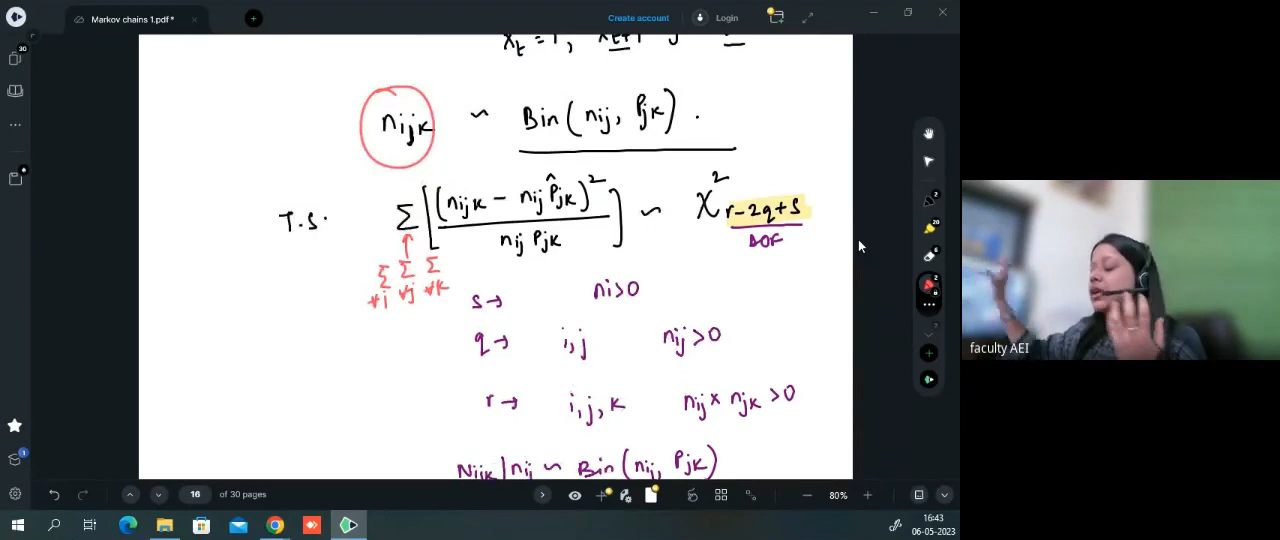 Markov chains 1.pdf*
Create account
Login
n_ijk ~ Bin(n_ij, P_jk).
T.S. Σ [ (n_ijk - n_ij P̂_jk)² / n_ij P_jk ] ~ χ²_{r-2q+s}
DOF
Σ Σ Σ
∀i ∀j ∀k
s → n_i>0
q → i,j n_ij>0
r → i,j,k n_ij × n_jk >0
N_ijk | n_ij ~ Bin(n_ij, P_jk)
faculty AEI
16 of 30 pages
80%
16:43
06-05-2023